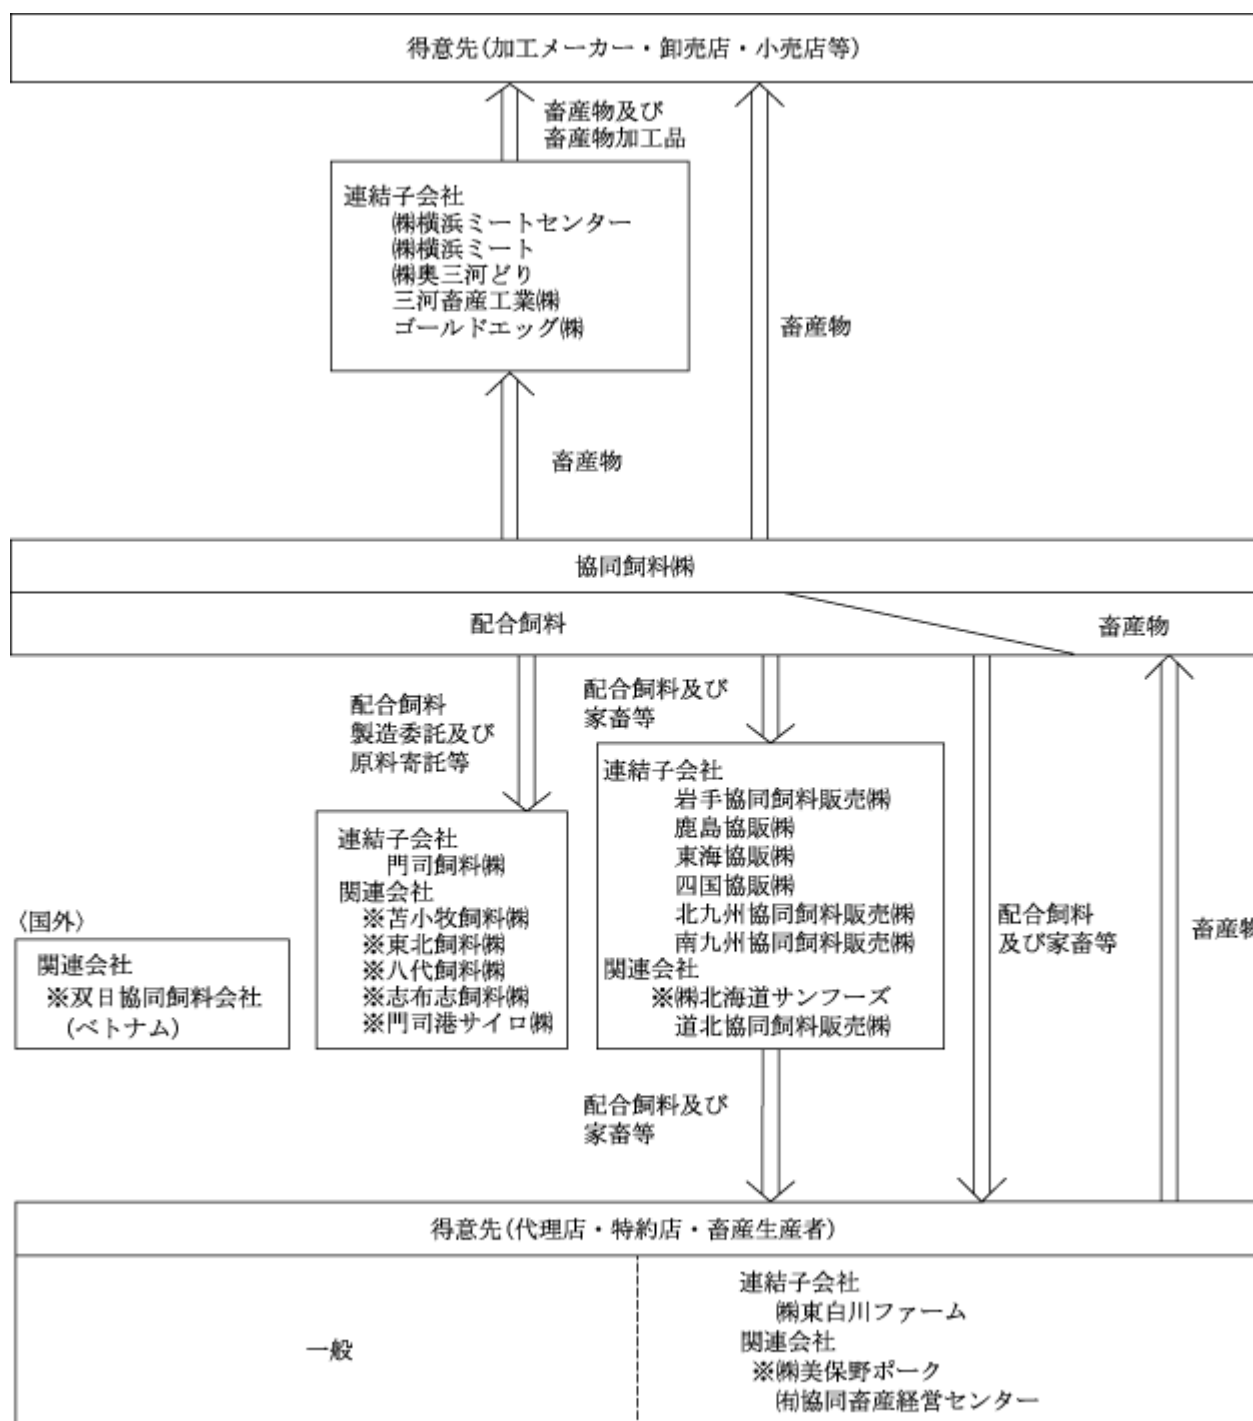 得意先(加工メーカー・卸売店・小売店等)
畜産物及び
畜産物加工品
連結子会社
㈱横浜ミートセンター
㈱横浜ミート
㈱奥三河どり
三河畜産工業㈱
ゴールドエッグ㈱
畜産物
畜産物
協同飼料㈱
配合飼料
畜産物
配合飼料
製造委託及び
原料寄託等
配合飼料及び
家畜等
連結子会社
門司飼料㈱
関連会社
※苫小牧飼料㈱
※東北飼料㈱
※八代飼料㈱
※志布志飼料㈱
※門司港サイロ㈱
連結子会社
岩手協同飼料販売㈱
鹿島協販㈱
東海協販㈱
四国協販㈱
北九州協同飼料販売㈱
南九州協同飼料販売㈱
関連会社
※㈱北海道サンフーズ
道北協同飼料販売㈱
〈国外〉
関連会社
※双日協同飼料会社
(ベトナム)
配合飼料
及び家畜等
畜産物
配合飼料及び
家畜等
得意先(代理店・特約店・畜産生産者)
一般
連結子会社
㈱東白川ファーム
関連会社
※㈱美保野ポーク
㈲協同畜産経営センター